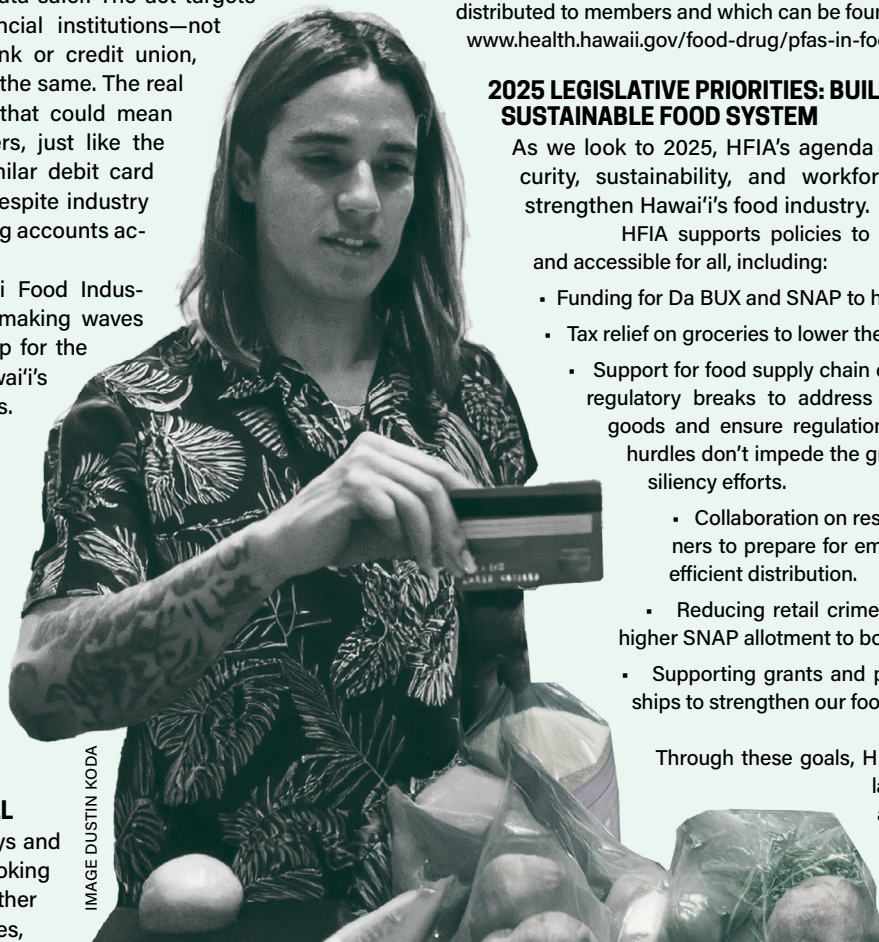 ncial institutions—not
nk or credit union,
the same. The real
that could mean
ers, just like the
milar debit card
espite industry
g accounts ac-
i Food Indus-
making waves
p for the
wai‘i’s
s.
LL
ys and
oking
ther
es,
IMAGE DUSTIN KODA
distributed to members and which can be four
www.health.hawaii.gov/food-drug/pfas-in-foo
2025 LEGISLATIVE PRIORITIES: BUIL
SUSTAINABLE FOOD SYSTEM
As we look to 2025, HFIA’s agenda
curity, sustainability, and workfor
strengthen Hawai‘i’s food industry.
HFIA supports policies to
and accessible for all, including:
▪ Funding for Da BUX and SNAP to h
▪ Tax relief on groceries to lower the
▪ Support for food supply chain
regulatory breaks to address
goods and ensure regulation
hurdles don’t impede the gr
siliency efforts.
▪ Collaboration on res
ners to prepare for em
efficient distribution.
▪ Reducing retail crime
higher SNAP allotment to bo
▪ Supporting grants and p
ships to strengthen our foo
Through these goals, H
la
a